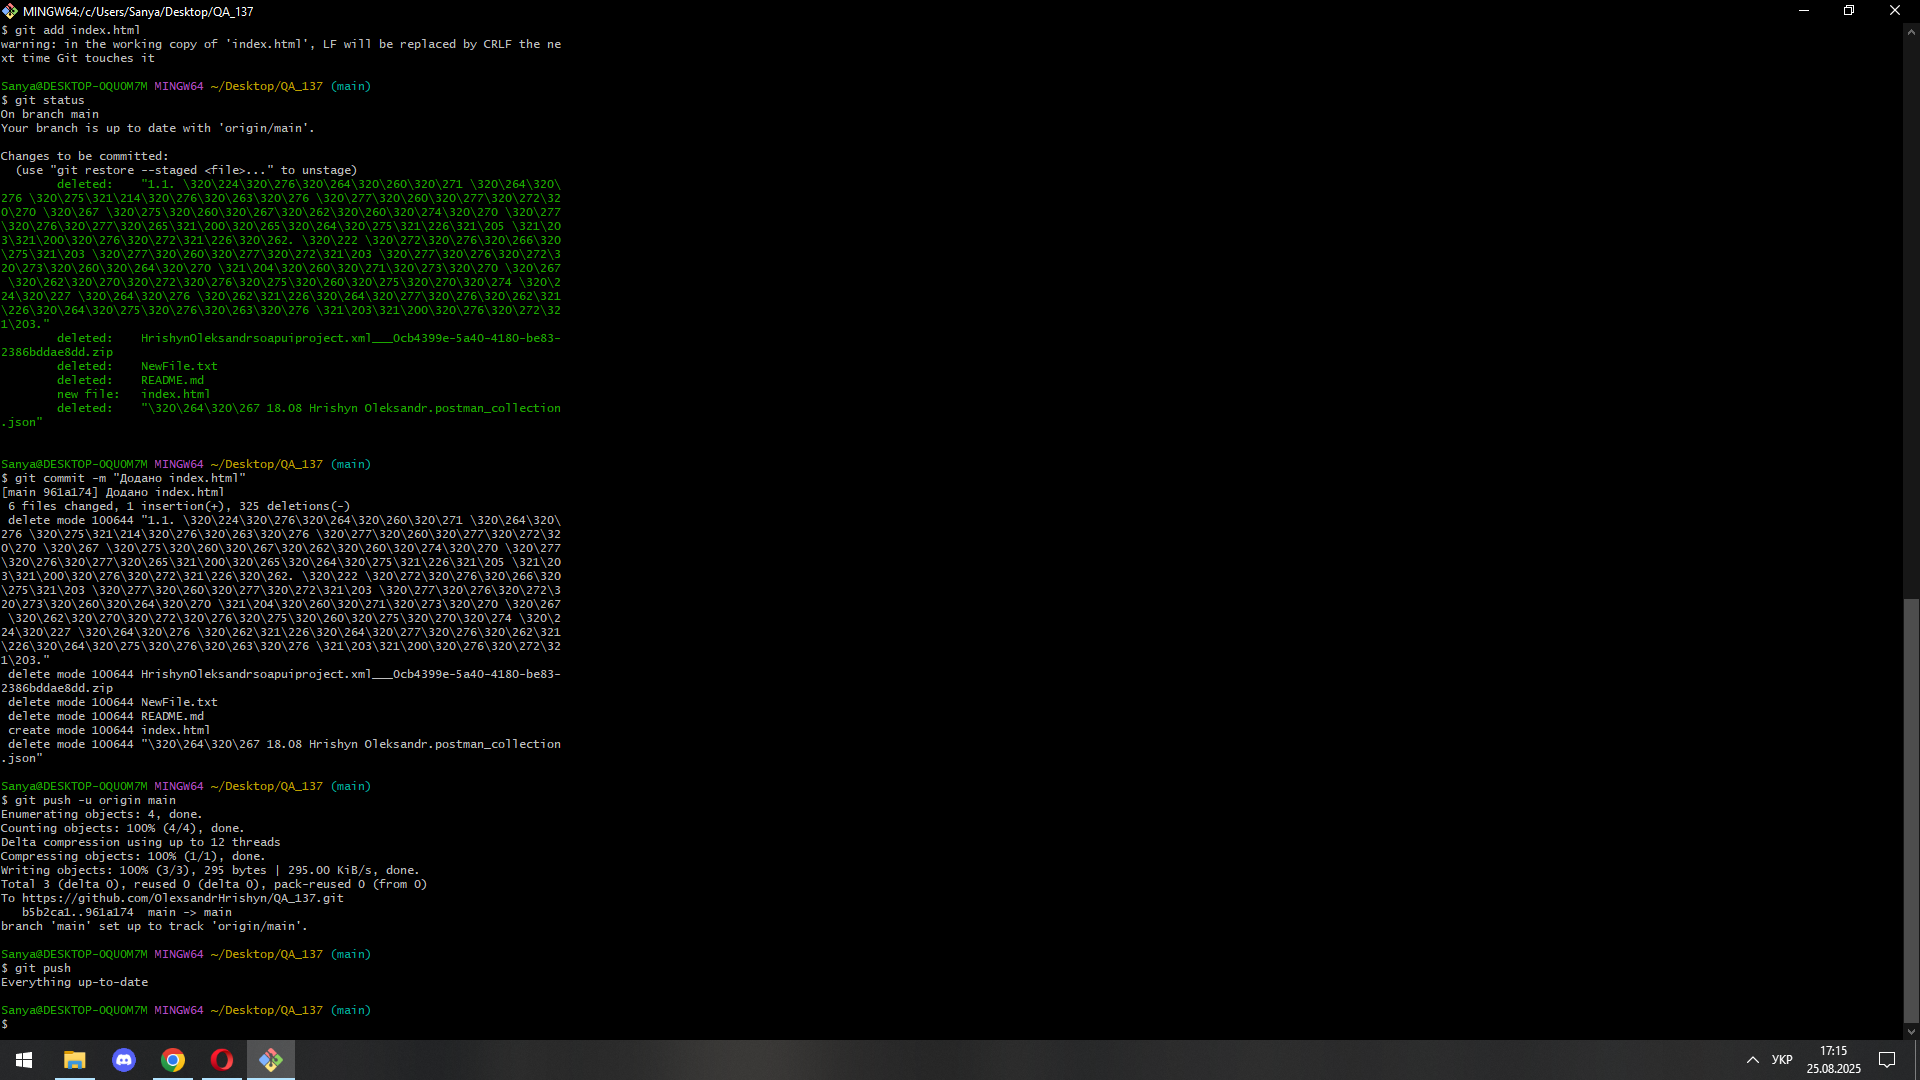 MINGW64:/c/Users/Sanya/Desktop/QA_137
$ git add index.html
warning: in the working copy of 'index.html', LF will be replaced by CRLF the ne
xt time Git touches it
Sanya@DESKTOP-OQUOM7M MINGW64 ~/Desktop/QA_137 (main)
$ git status
On branch main
Your branch is up to date with 'origin/main'.
Changes to be committed:
  (use "git restore --staged <file>..." to unstage)
        deleted:    "1.1. \320\224\320\276\320\264\320\260\320\271 \320\264\320\
276 \320\275\321\214\320\276\320\263\320\276 \320\277\320\260\320\277\320\272\32
0\270 \320\267 \320\275\320\260\320\267\320\262\320\260\320\274\320\270 \320\277
\320\276\320\277\320\265\321\200\320\265\320\264\320\275\321\226\321\205 \321\20
3\321\200\320\276\320\272\321\226\320\262. \320\222 \320\272\320\276\320\266\320
\275\321\203 \320\277\320\260\320\277\320\272\321\203 \320\277\320\276\320\272\3
20\273\320\260\320\264\320\270 \321\204\320\260\320\271\320\273\320\270 \320\267
 \320\262\320\270\320\272\320\276\320\275\320\260\320\275\320\270\320\274 \320\2
24\320\227 \320\264\320\276 \320\262\321\226\320\264\320\277\320\276\320\262\321
\226\320\264\320\275\320\276\320\263\320\276 \321\203\321\200\320\276\320\272\32
1\203."
        deleted:    HrishynOleksandrsoapuiproject.xml___0cb4399e-5a40-4180-be83-
2386bddae8dd.zip
        deleted:    NewFile.txt
        deleted:    README.md
        new file:   index.html
        deleted:    "\320\264\320\267 18.08 Hrishyn Oleksandr.postman_collection
.json"
Sanya@DESKTOP-OQUOM7M MINGW64 ~/Desktop/QA_137 (main)
$ git commit -m "Додано index.html"
[main 961a174] Додано index.html
 6 files changed, 1 insertion(+), 325 deletions(-)
 delete mode 100644 "1.1. \320\224\320\276\320\264\320\260\320\271 \320\264\320\
276 \320\275\321\214\320\276\320\263\320\276 \320\277\320\260\320\277\320\272\32
0\270 \320\267 \320\275\320\260\320\267\320\262\320\260\320\274\320\270 \320\277
\320\276\320\277\320\265\321\200\320\265\320\264\320\275\321\226\321\205 \321\20
3\321\200\320\276\320\272\321\226\320\262. \320\222 \320\272\320\276\320\266\320
\275\321\203 \320\277\320\260\320\277\320\272\321\203 \320\277\320\276\320\272\3
20\273\320\260\320\264\320\270 \321\204\320\260\320\271\320\273\320\270 \320\267
 \320\262\320\270\320\272\320\276\320\275\320\260\320\275\320\270\320\274 \320\2
24\320\227 \320\264\320\276 \320\262\321\226\320\264\320\277\320\276\320\262\321
\226\320\264\320\275\320\276\320\263\320\276 \321\203\321\200\320\276\320\272\32
1\203."
 delete mode 100644 HrishynOleksandrsoapuiproject.xml___0cb4399e-5a40-4180-be83-
2386bddae8dd.zip
 delete mode 100644 NewFile.txt
 delete mode 100644 README.md
 create mode 100644 index.html
 delete mode 100644 "\320\264\320\267 18.08 Hrishyn Oleksandr.postman_collection
.json"
Sanya@DESKTOP-OQUOM7M MINGW64 ~/Desktop/QA_137 (main)
$ git push -u origin main
Enumerating objects: 4, done.
Counting objects: 100% (4/4), done.
Delta compression using up to 12 threads
Compressing objects: 100% (1/1), done.
Writing objects: 100% (3/3), 295 bytes | 295.00 KiB/s, done.
Total 3 (delta 0), reused 0 (delta 0), pack-reused 0 (from 0)
To https://github.com/OlexsandrHrishyn/QA_137.git
   b5b2ca1..961a174  main -> main
branch 'main' set up to track 'origin/main'.
Sanya@DESKTOP-OQUOM7M MINGW64 ~/Desktop/QA_137 (main)
$ git push
Everything up-to-date
Sanya@DESKTOP-OQUOM7M MINGW64 ~/Desktop/QA_137 (main)
$
УКР
17:15
25.08.2025